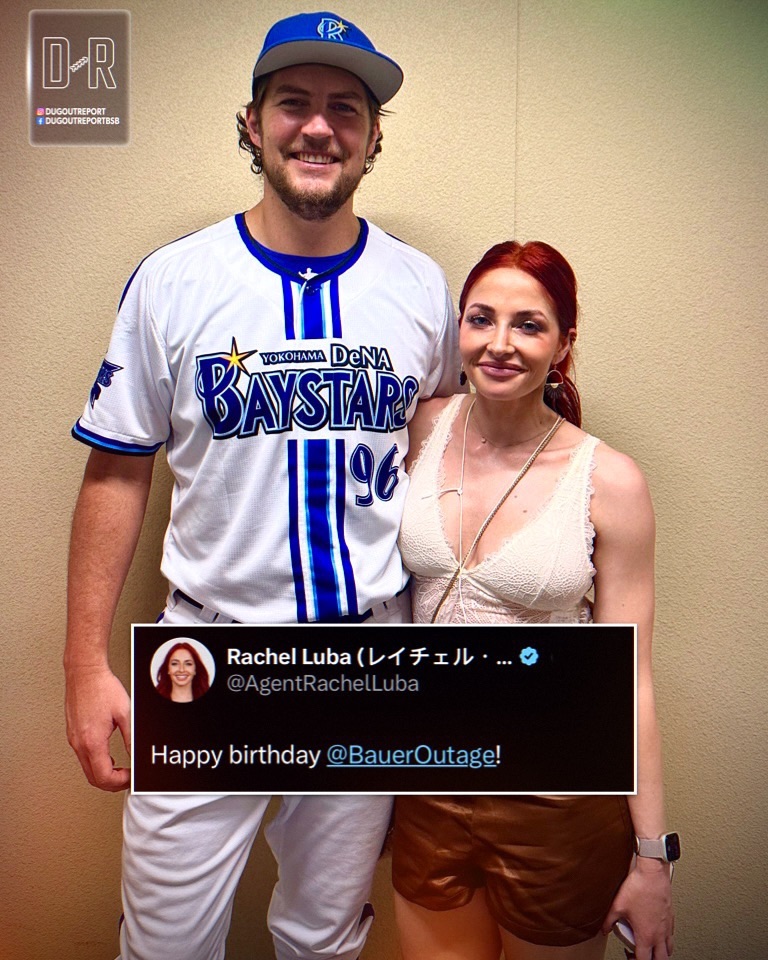 D R
DUGOUTREPORT
DUGOUTREPORTBSB
YOKOHAMA DeNA
BAYSTARS
96
Rachel Luba (レイチェル・...
@AgentRachelLuba
Happy birthday @BauerOutage!